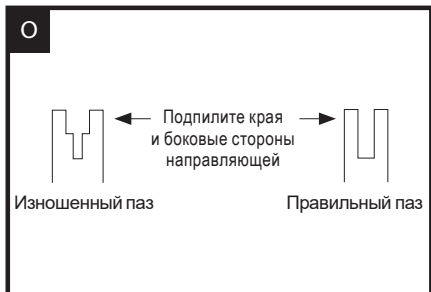 O
Подпилите края
и боковые стороны
направляющей
Изношенный паз
Правильный паз